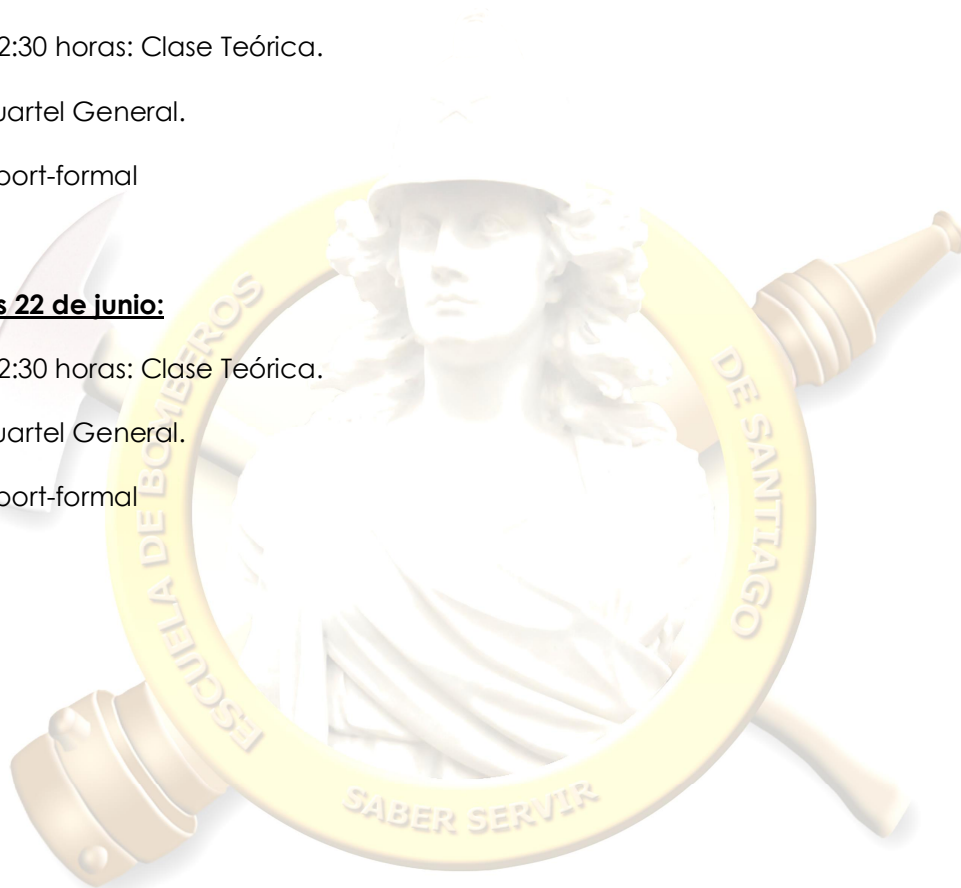 2:30 horas: Clase Teórica.
uartel General.
port-formal
s 22 de junio:
2:30 horas: Clase Teórica.
uartel General.
port-formal
ESCUELA DE BOMBEROS
DE SANTIAGO
SABER SERVIR